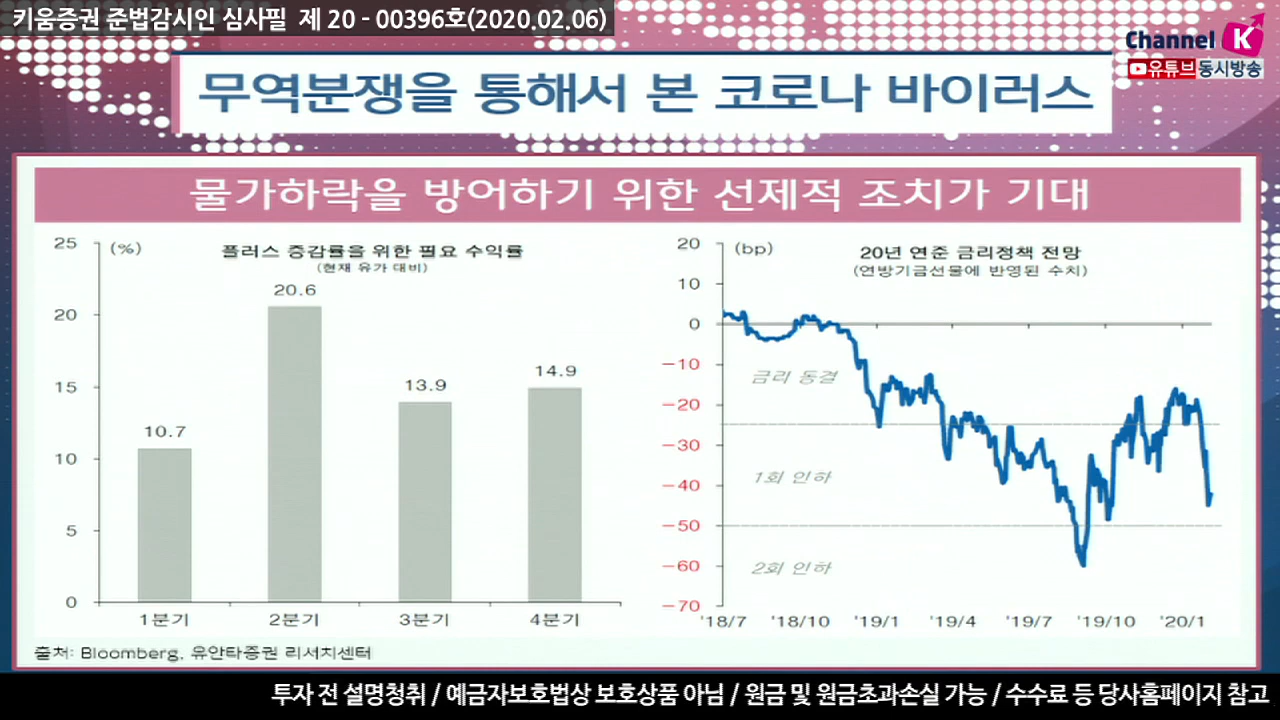 키움증권 준법감시인 심사필 제 20 - 00396호(2020.02.06)
Channel K
유튜브 동시방송
무역분쟁을 통해서 본 코로나 바이러스
물가하락을 방어하기 위한 선제적 조치가 기대
(%)
플러스 증감률을 위한 필요 수익률
(현재 유가 대비)
25
20
15
10
5
0
10.7
20.6
13.9
14.9
1분기
2분기
3분기
4분기
(bp)
20년 연준 금리정책 전망
(연방기금선물에 반영된 수치)
20
10
0
-10
-20
-30
-40
-50
-60
-70
금리 동결
1회 인하
2회 인하
'18/7
'18/10
'19/1
'19/4
'19/7
'19/10
'20/1
출처: Bloomberg, 유안타증권 리서치센터
투자 전 설명청취 / 예금자보호법상 보호상품 아님 / 원금 및 원금초과손실 가능 / 수수료 등 당사홈페이지 참고